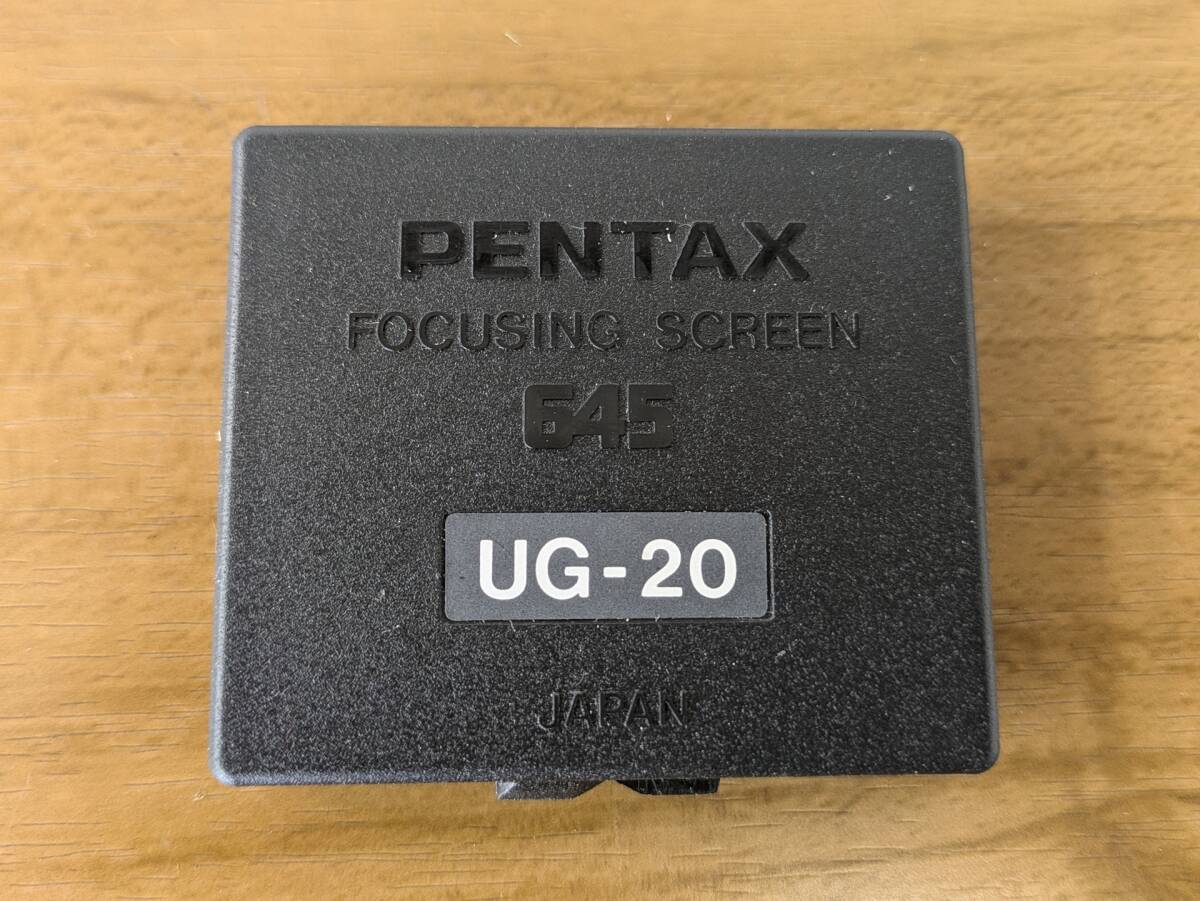 PENTAX
FOCUSING SCREEN
645
UG-20
JAPAN